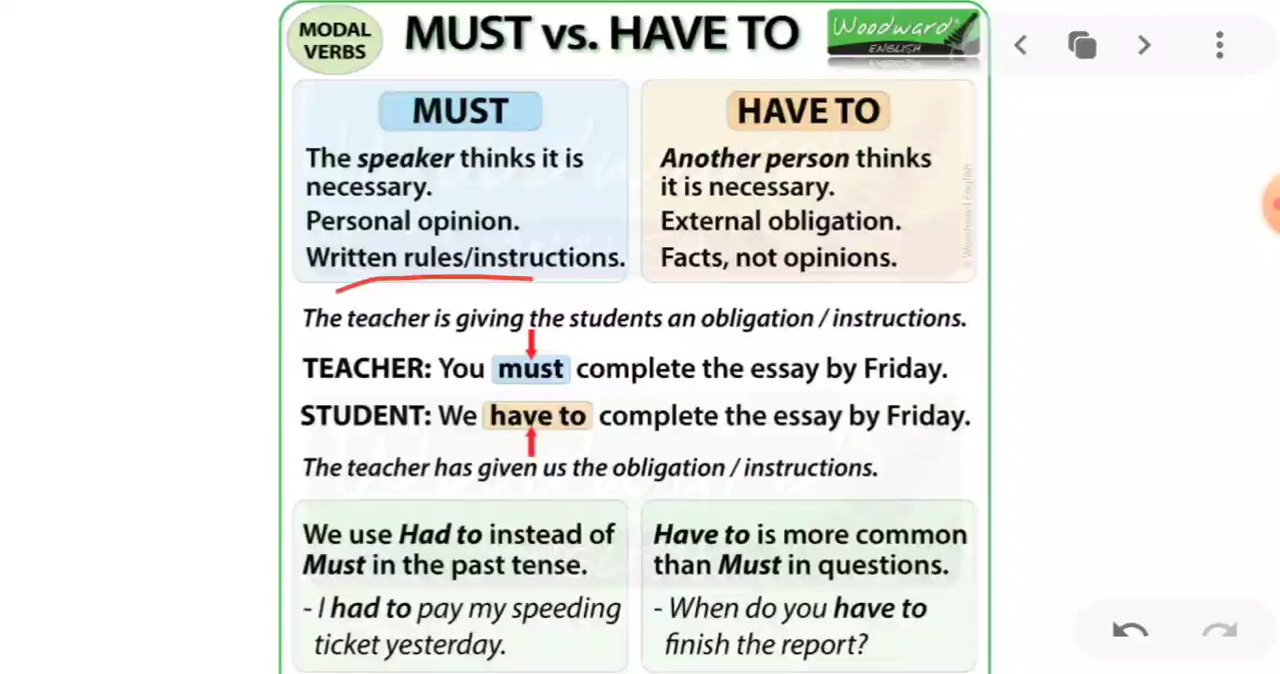 MODAL
VERBS
MUST vs. HAVE TO
Woodward
ENGLISH
MUST
The speaker thinks it is
necessary.
Personal opinion.
Written rules/instructions.
HAVE TO
Another person thinks
it is necessary.
External obligation.
Facts, not opinions.
© Woodward English
The teacher is giving the students an obligation / instructions.
TEACHER: You must complete the essay by Friday.
STUDENT: We have to complete the essay by Friday.
The teacher has given us the obligation / instructions.
We use Had to instead of
Must in the past tense.
- I had to pay my speeding
ticket yesterday.
Have to is more common
than Must in questions.
- When do you have to
finish the report?